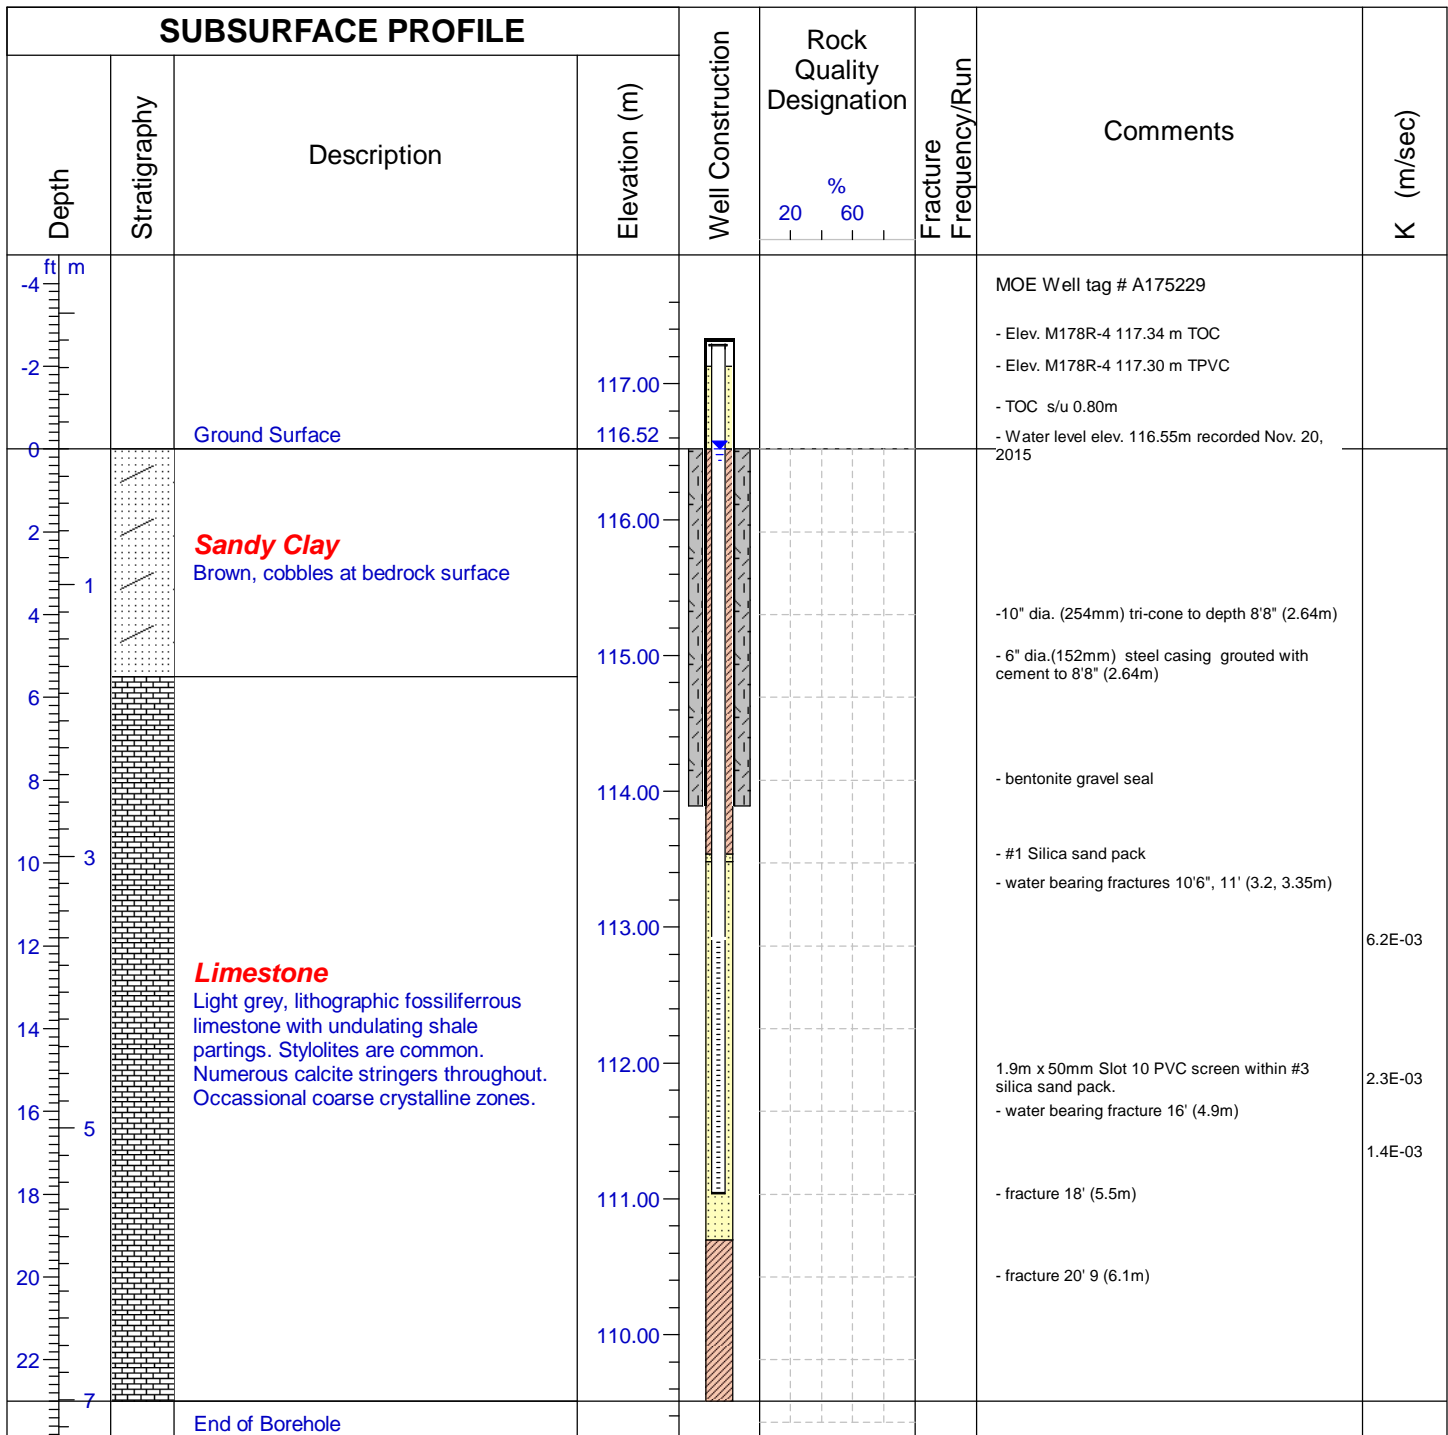 SUBSURFACE PROFILE
Depth
Stratigraphy
Description
Elevation (m)
Well Construction
Rock
Quality
Designation
%
20 60
Fracture
Frequency/Run
Comments
K (m/sec)
ft m
-4
-2
0
2
4
6
8
10
12
14
16
18
20
22
1
3
5
7
Ground Surface
Sandy Clay
Brown, cobbles at bedrock surface
Limestone
Light grey, lithographic fossiliferrous
limestone with undulating shale
partings. Stylolites are common.
Numerous calcite stringers throughout.
Occassional coarse crystalline zones.
End of Borehole
117.00
116.52
116.00
115.00
114.00
113.00
112.00
111.00
110.00
MOE Well tag # A175229
- Elev. M178R-4 117.34 m TOC
- Elev. M178R-4 117.30 m TPVC
- TOC s/u 0.80m
- Water level elev. 116.55m recorded Nov. 20,
2015
-10" dia. (254mm) tri-cone to depth 8'8" (2.64m)
- 6" dia.(152mm) steel casing grouted with
cement to 8'8" (2.64m)
- bentonite gravel seal
- #1 Silica sand pack
- water bearing fractures 10'6", 11' (3.2, 3.35m)
1.9m x 50mm Slot 10 PVC screen within #3
silica sand pack.
- water bearing fracture 16' (4.9m)
- fracture 18' (5.5m)
- fracture 20' 9 (6.1m)
6.2E-03
2.3E-03
1.4E-03